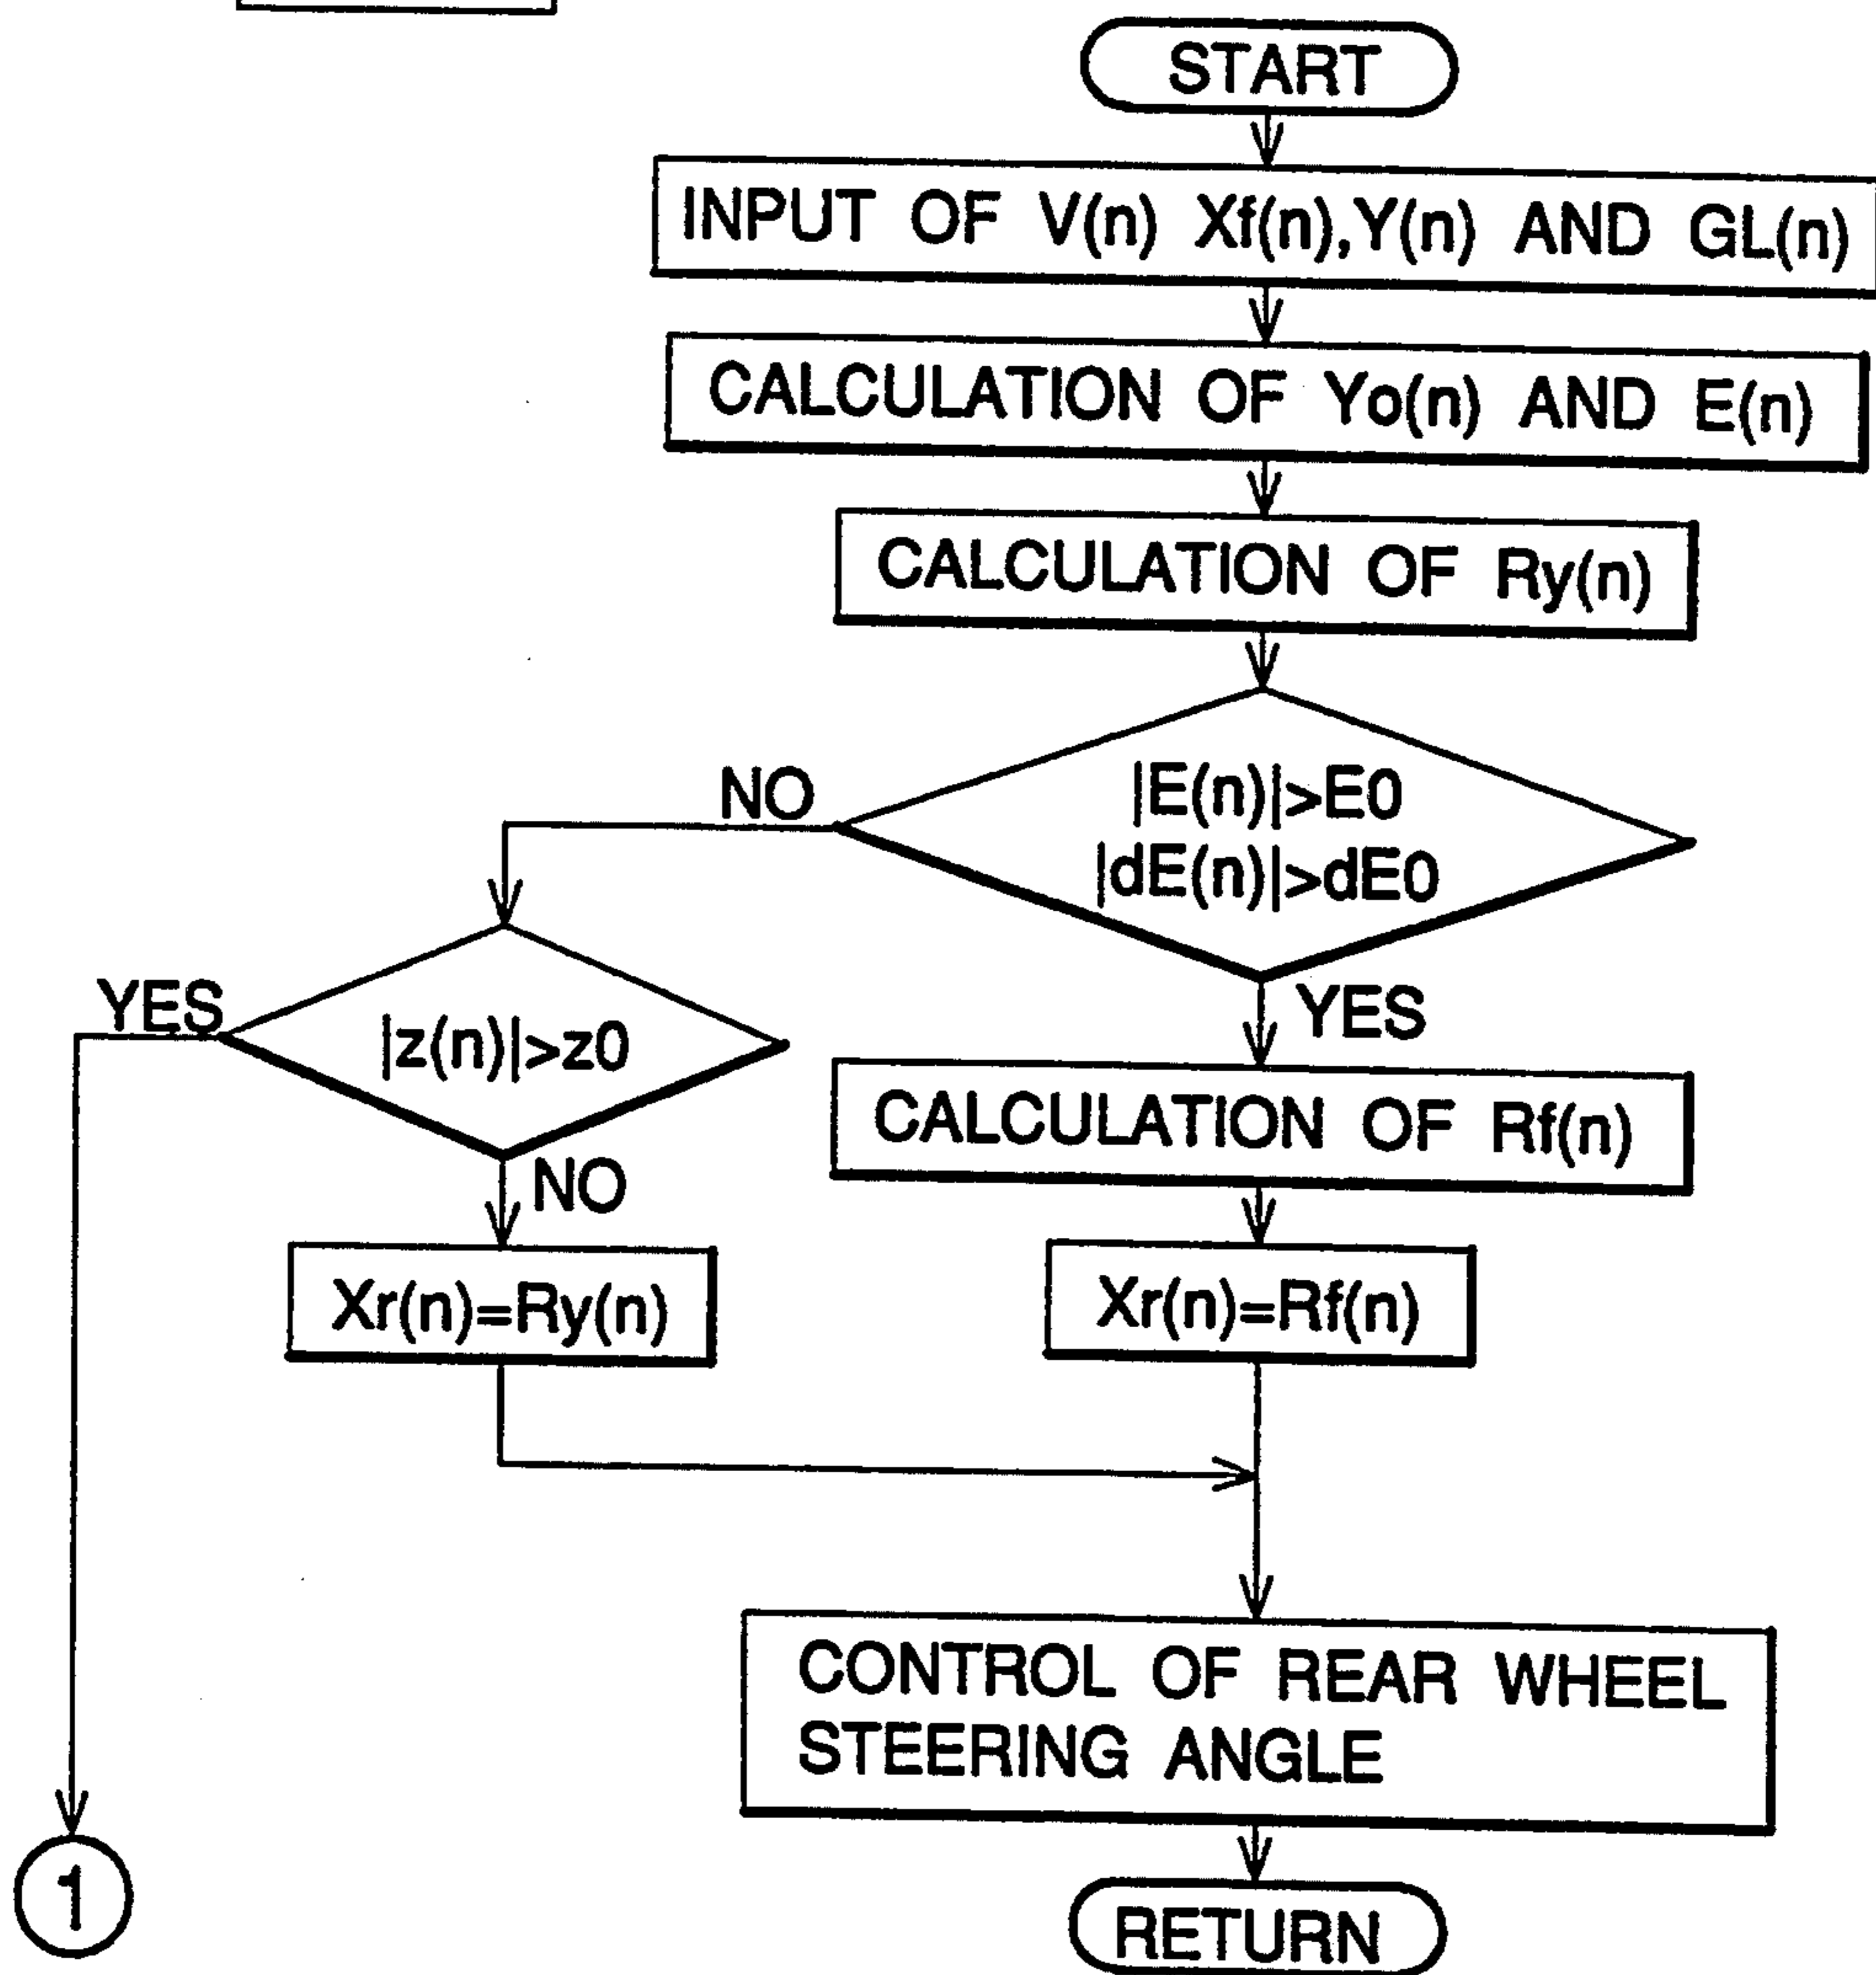 START
INPUT OF V(n) Xf(n),Y(n) AND GL(n)
CALCULATION OF Yo(n) AND E(n)
CALCULATION OF Ry(n)
NO
|E(n)|>E0
|dE(n)|>dE0
YES
|z(n)|>z0
YES
CALCULATION OF Rf(n)
NO
Xr(n)=Ry(n)
Xr(n)=Rf(n)
CONTROL OF REAR WHEEL
STEERING ANGLE
1
RETURN